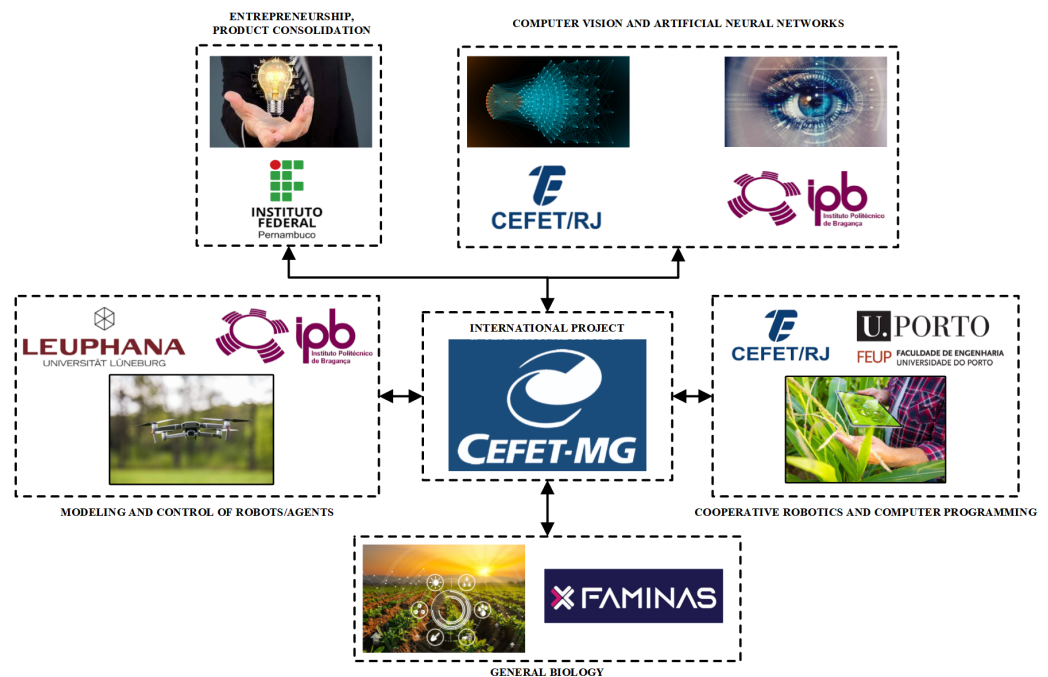 ENTREPRENEURSHIP,
PRODUCT CONSOLIDATION
COMPUTER VISION AND ARTIFICIAL NEURAL NETWORKS
INSTITUTO
FEDERAL
Pernambuco
CEFET/RJ
ipb
Instituto Politécnico
de Bragança
LEUPHANA
UNIVERSITÄT LÜNEBURG
ipb
Instituto Politécnico
de Bragança
MODELING AND CONTROL OF ROBOTS/AGENTS
INTERNATIONAL PROJECT
CEFET-MG
CEFET/RJ
U.PORTO
FEUP FACULDADE DE ENGENHARIA
UNIVERSIDADE DO PORTO
COOPERATIVE ROBOTICS AND COMPUTER PROGRAMMING
FAMINAS
GENERAL BIOLOGY